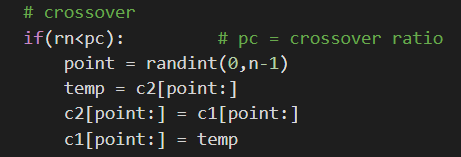 # crossover
if(rn<pc): # pc = crossover ratio
point = randint(0,n-1)
temp = c2[point:]
c2[point:] = c1[point:]
c1[point:] = temp